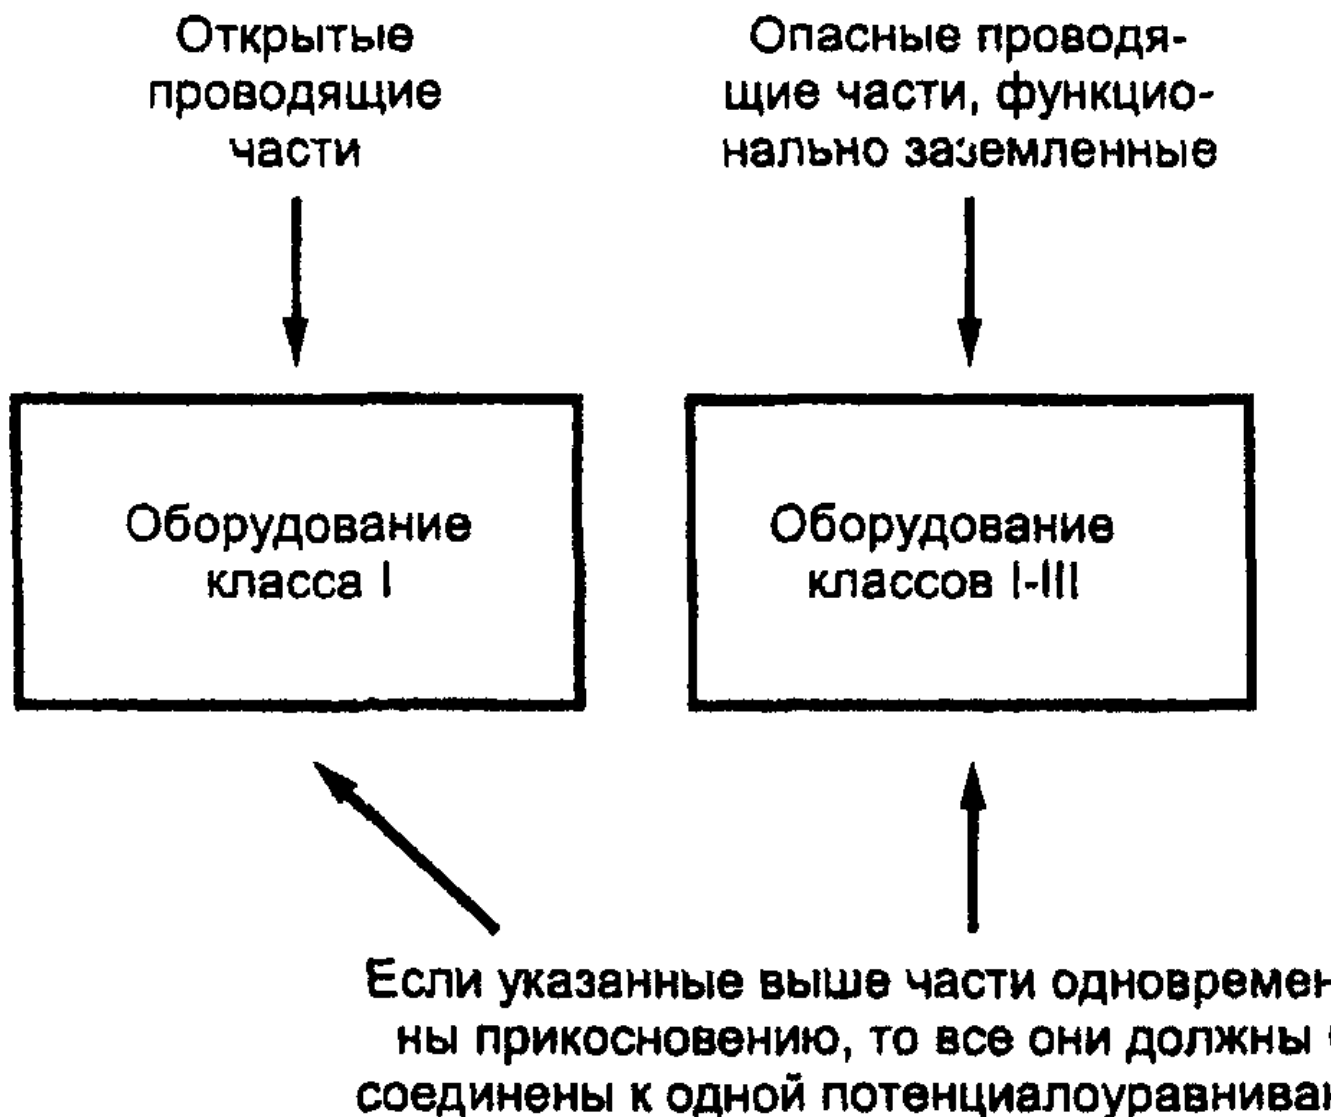 Открытые
проводящие
части
Опасные проводя-
щие части, функцио-
нально заземленные
Оборудование
класса I
Оборудование
классов I-III
Если указанные выше части одновремен
ны прикосновению, то все они должны
соединены к одной потенциалоуравнива